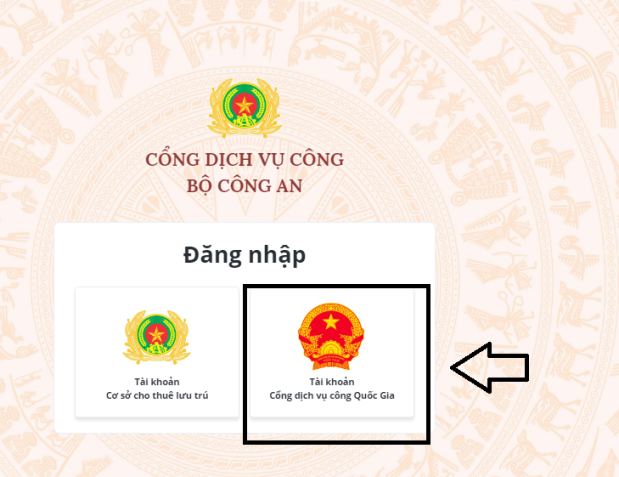 CỔNG DỊCH VỤ CÔNG
BỘ CÔNG AN
Đăng nhập
Tài khoản
Cơ sở cho thuê lưu trú
Tài khoản
Cổng dịch vụ công Quốc Gia